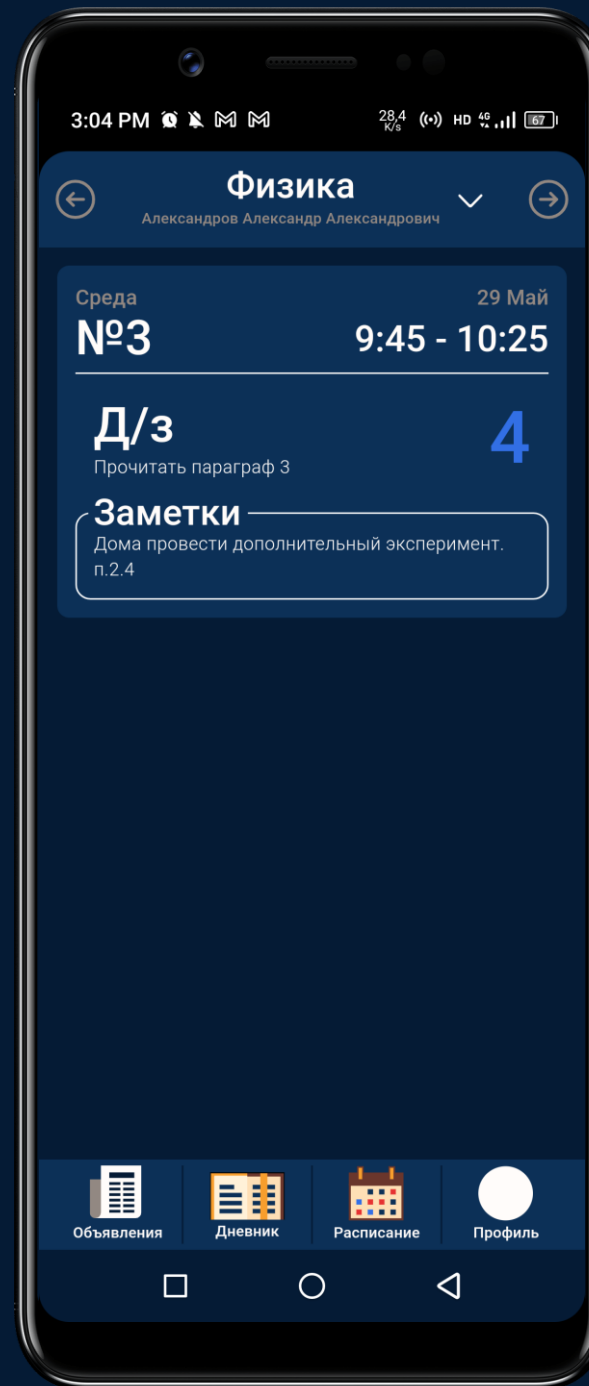 3:04 PM 28,4 K/s HD 4G 67
Физика
Александров Александр Александрович
Среда 29 Май
№3 9:45 - 10:25
Д/з 4
Прочитать параграф 3
Заметки
Дома провести дополнительный эксперимент.
п.2.4
Объявления Дневник Расписание Профиль